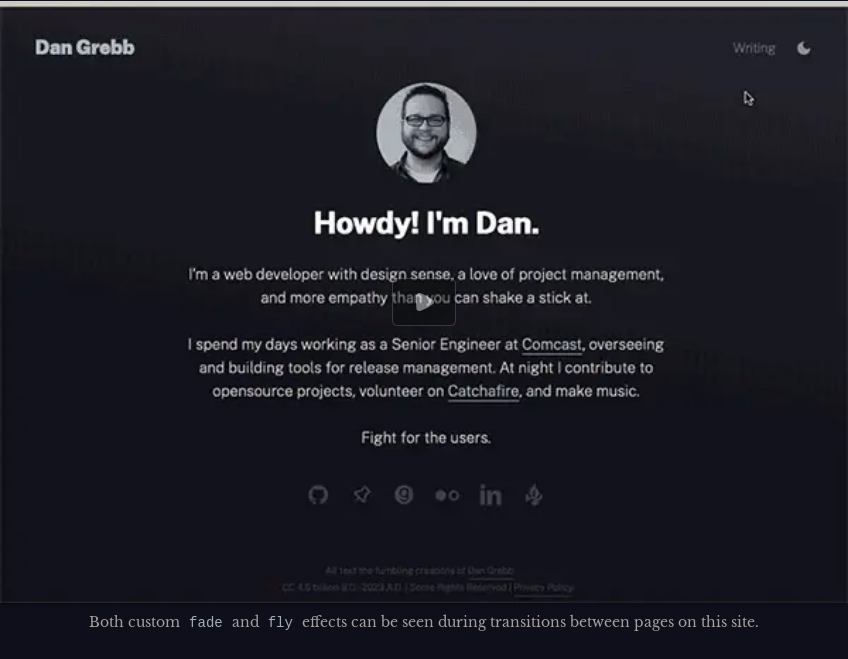 Dan Grebb
Writing
Howdy! I'm Dan.
I'm a web developer with design sense, a love of project management,
and more empathy than you can shake a stick at.
I spend my days working as a Senior Engineer at Comcast, overseeing
and building tools for release management. At night I contribute to
opensource projects, volunteer on Catchafire, and make music.
Fight for the users.
in
All text the fumbling creations of Dan Grebb
CC 4.5 billion B.C.-2023 A.D. | Some Rights Reserved | Privacy Policy
Both custom fade and fly effects can be seen during transitions between pages on this site.